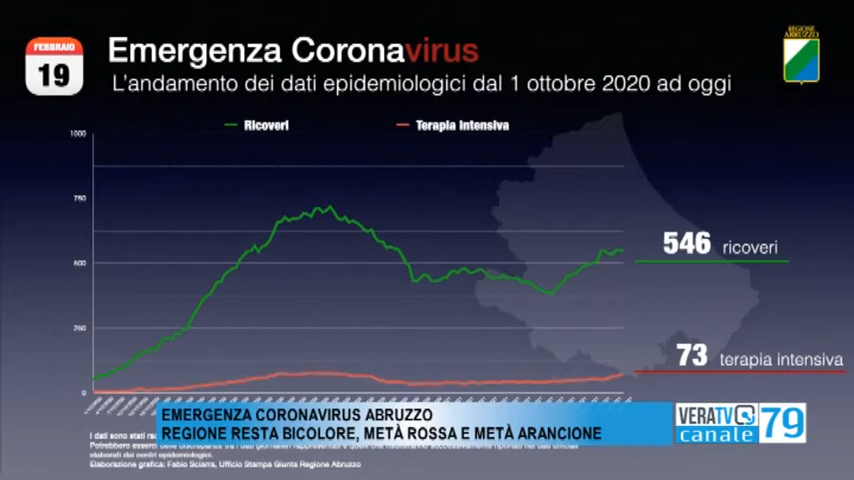 FEBBRAIO
19
Emergenza Coronavirus
L'andamento dei dati epidemiologici dal 1 ottobre 2020 ad oggi
REGIONE
ABRUZZO
Ricoveri
Terapia Intensiva
1000
750
500
250
0
546 ricoveri
73 terapia intensiva
EMERGENZA CORONAVIRUS ABRUZZO
REGIONE RESTA BICOLORE, METÀ ROSSA E METÀ ARANCIONE
VERATV
canale 79
I dati sono stati
Potrebbero essere
elaborati dai centri epidemiologici.
Elaborazione grafica: Fabio Sciarra, Ufficio Stampa Giunta Regione Abruzzo